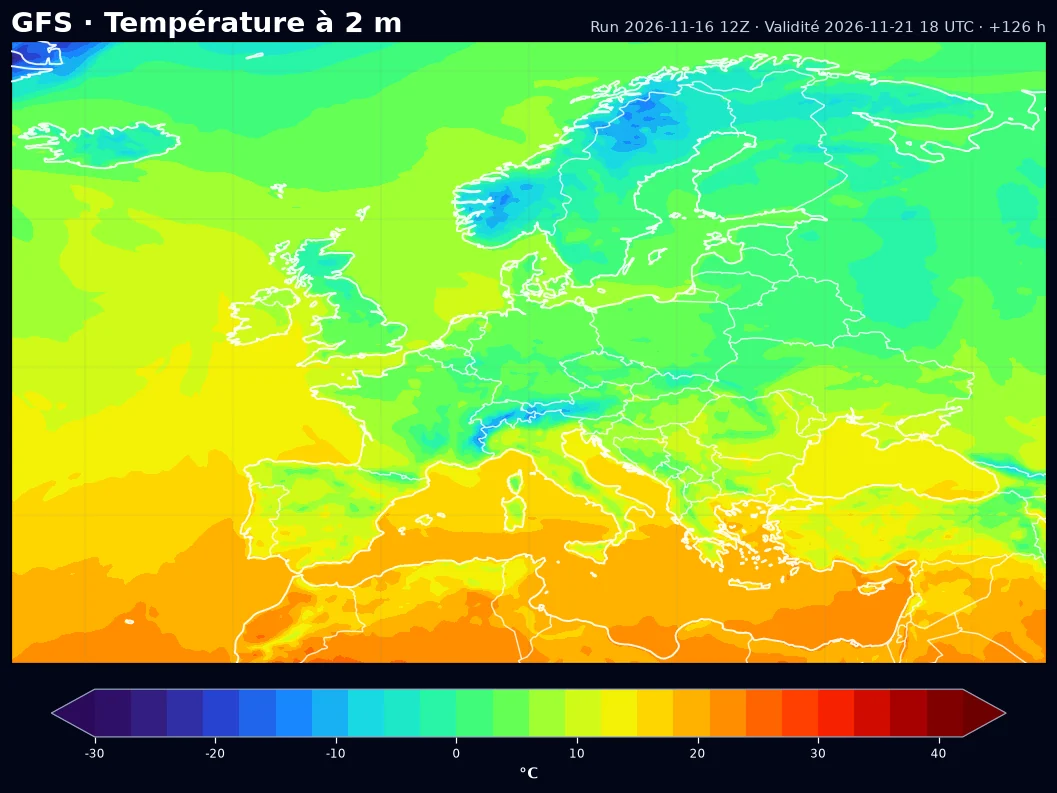 GFS · Température à 2 m
Run 2026-11-16 12Z · Validité 2026-11-21 18 UTC · +126 h
-30 -20 -10 0 10 20 30 40
°C